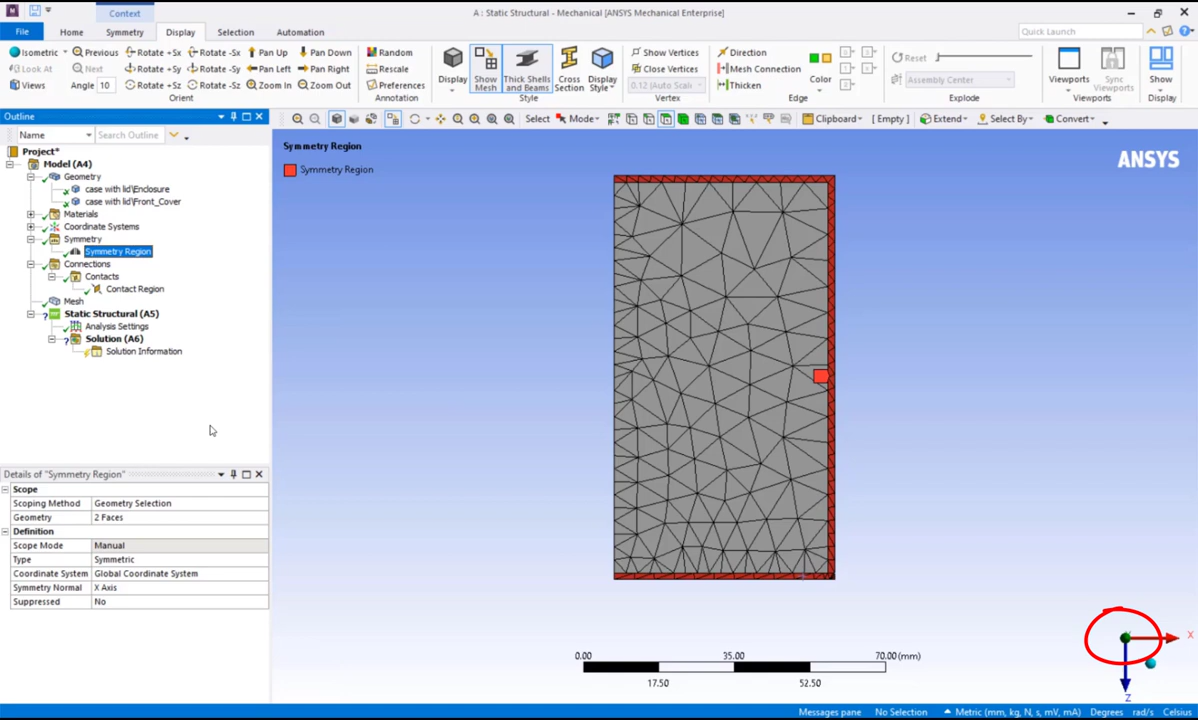 Context
A : Static Structural - Mechanical [ANSYS Mechanical Enterprise]
File Home Symmetry Display Selection Automation
Quick Launch
Isometric Previous Rotate +Sx Rotate -Sx Pan Up Pan Down
Look At Next Rotate +Sy Rotate -Sy Pan Left Pan Right
Views Angle 10 Rotate +Sz Rotate -Sz Zoom In Zoom Out
Orient
Random
Rescale
Preferences
Annotation
Display
Show Mesh
Thick Shells and Beams
Cross Section
Display Style
Style
Show Vertices
Close Vertices
0.12 (Auto Scale
Vertex
Direction
Mesh Connection
Thicken
Color
Edge
Reset
Assembly Center
Explode
Viewports
Sync Viewports
Viewports
Show
Display
Outline
Name Search Outline
Select Mode Clipboard [ Empty ] Extend Select By Convert
Project*
Model (A4)
Geometry
case with lid\Enclosure
case with lid\Front_Cover
Materials
Coordinate Systems
Symmetry
Symmetry Region
Connections
Contacts
Contact Region
Mesh
Static Structural (A5)
Analysis Settings
Solution (A6)
Solution Information
Details of "Symmetry Region"
Scope
Scoping Method Geometry Selection
Geometry 2 Faces
Definition
Scope Mode Manual
Type Symmetric
Coordinate System Global Coordinate System
Symmetry Normal X Axis
Suppressed No
Symmetry Region
Symmetry Region
ANSYS
0.00 35.00 70.00 (mm)
17.50 52.50
X
Z
Messages pane No Selection Metric (mm, kg, N, s, mV, mA) Degrees rad/s Celsius